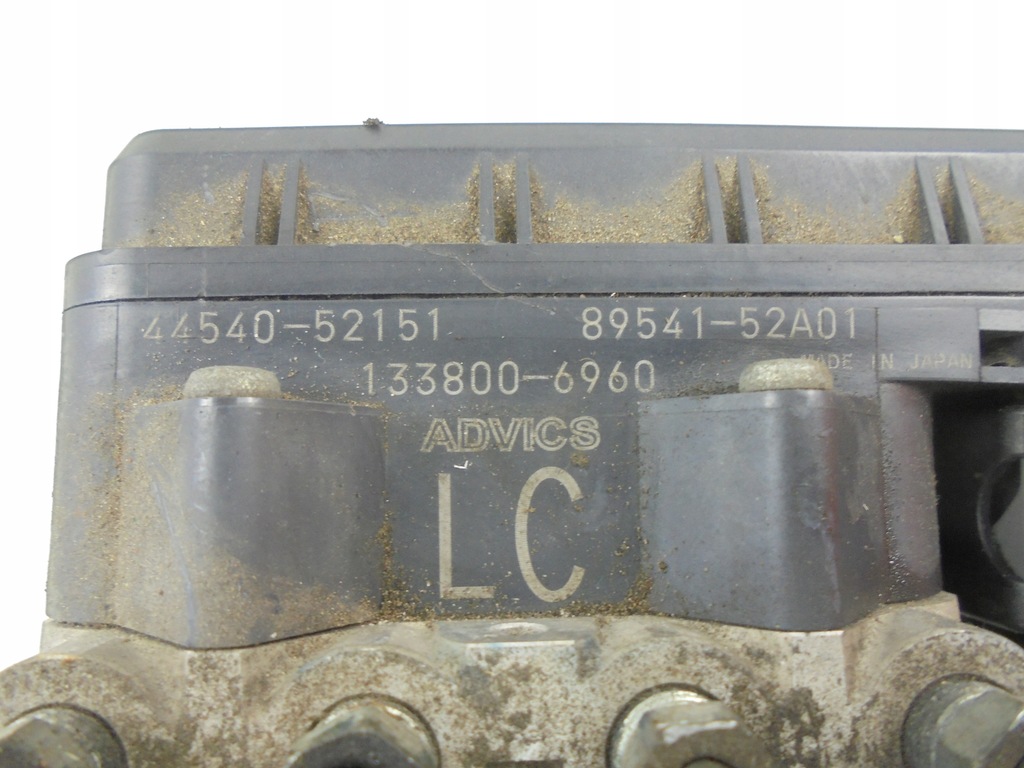 44540-52151 89541-52A01
MADE IN JAPAN
133800-6960
ADVICS
LC